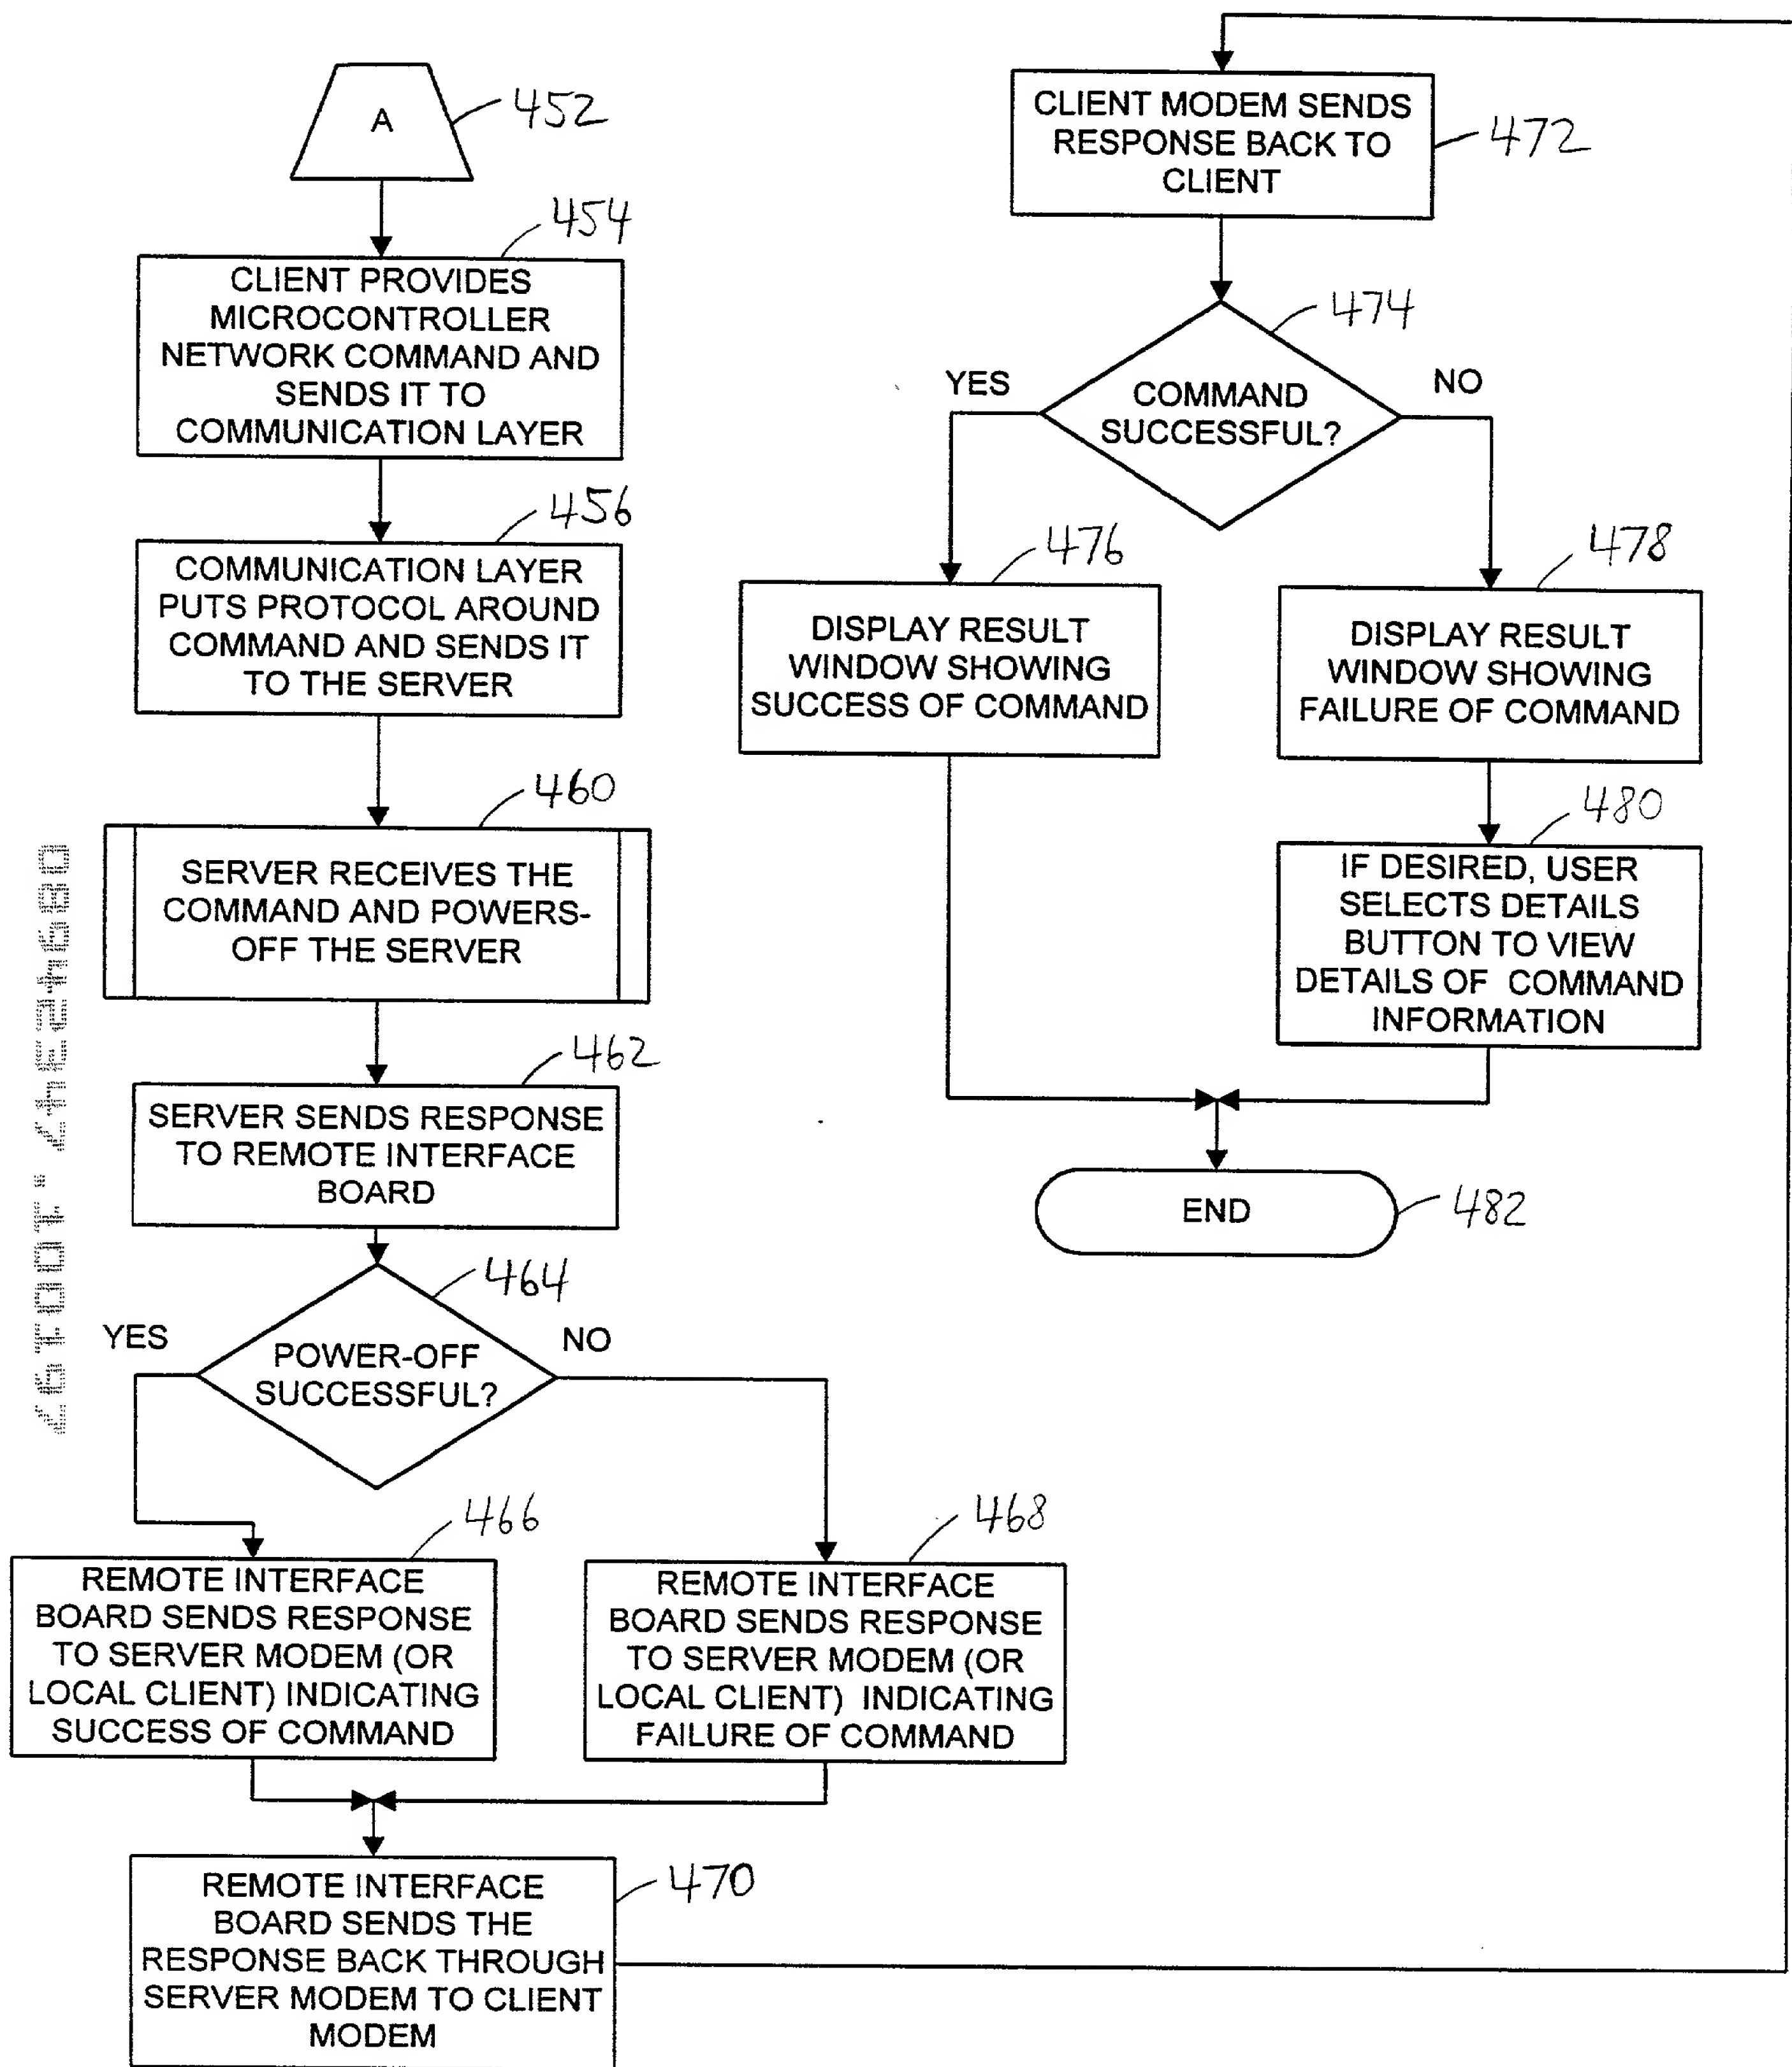 A
452
454
CLIENT PROVIDES
MICROCONTROLLER
NETWORK COMMAND AND
SENDS IT TO
COMMUNICATION LAYER
456
COMMUNICATION LAYER
PUTS PROTOCOL AROUND
COMMAND AND SENDS IT
TO THE SERVER
460
SERVER RECEIVES THE
COMMAND AND POWERS-
OFF THE SERVER
462
SERVER SENDS RESPONSE
TO REMOTE INTERFACE
BOARD
464
YES
NO
POWER-OFF
SUCCESSFUL?
466
REMOTE INTERFACE
BOARD SENDS RESPONSE
TO SERVER MODEM (OR
LOCAL CLIENT) INDICATING
SUCCESS OF COMMAND
468
REMOTE INTERFACE
BOARD SENDS RESPONSE
TO SERVER MODEM (OR
LOCAL CLIENT) INDICATING
FAILURE OF COMMAND
470
REMOTE INTERFACE
BOARD SENDS THE
RESPONSE BACK THROUGH
SERVER MODEM TO CLIENT
MODEM
CLIENT MODEM SENDS
RESPONSE BACK TO
CLIENT
472
474
YES
NO
COMMAND
SUCCESSFUL?
476
DISPLAY RESULT
WINDOW SHOWING
SUCCESS OF COMMAND
478
DISPLAY RESULT
WINDOW SHOWING
FAILURE OF COMMAND
480
IF DESIRED, USER
SELECTS DETAILS
BUTTON TO VIEW
DETAILS OF COMMAND
INFORMATION
END
482